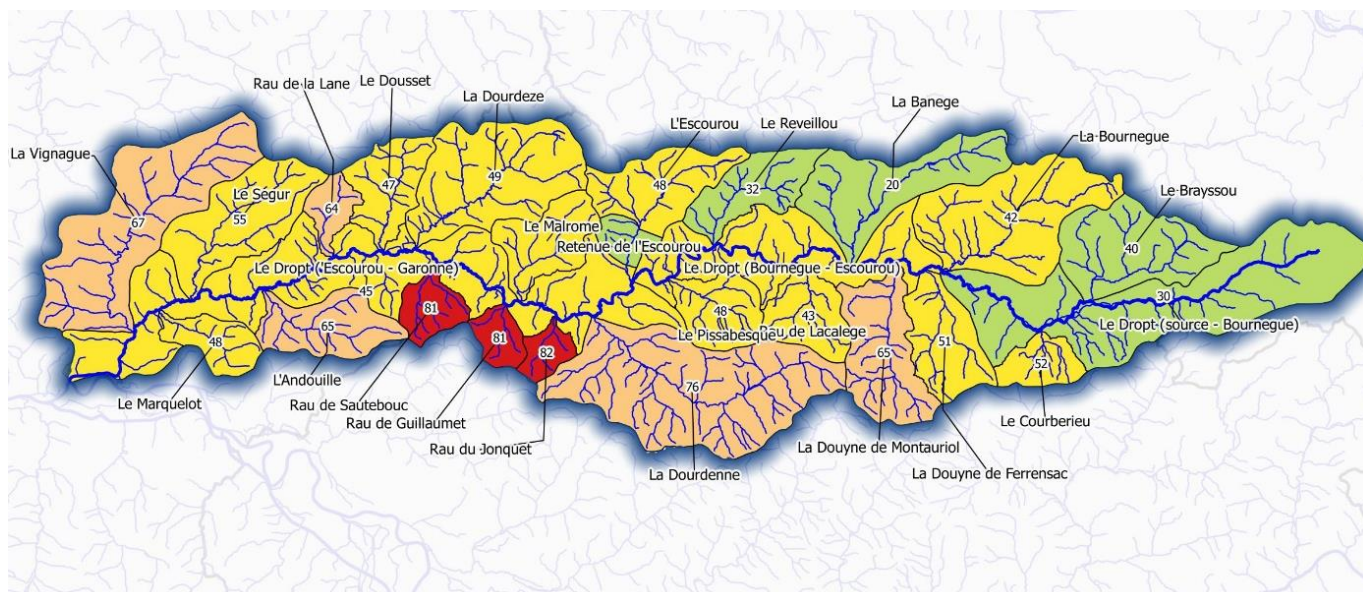 Rau de la Lane
Le Dousset
La Dourdeze
L'Escourou
Le Reveillou
La Banege
La Bournegue
La Vignague
Le Ségur
Le Brayssou
67
55
64
47
49
48
32
20
42
40
Le Malrome
Retenue de l'Escourou
Le Dropt (Escourou - Garonne)
Le Dropt (Bournegue - Escourou)
45
81
81
82
48
43
30
Le Dropt (source - Bournegue)
Le Pissabesque
Rau de Lacalege
65
48
76
65
51
52
L'Andouille
Le Marquelot
Rau de Sautebouc
Rau de Guillaumet
Rau du Jonquet
La Dourdenne
La Douyne de Montauriol
Le Courberieu
La Douyne de Ferrensac